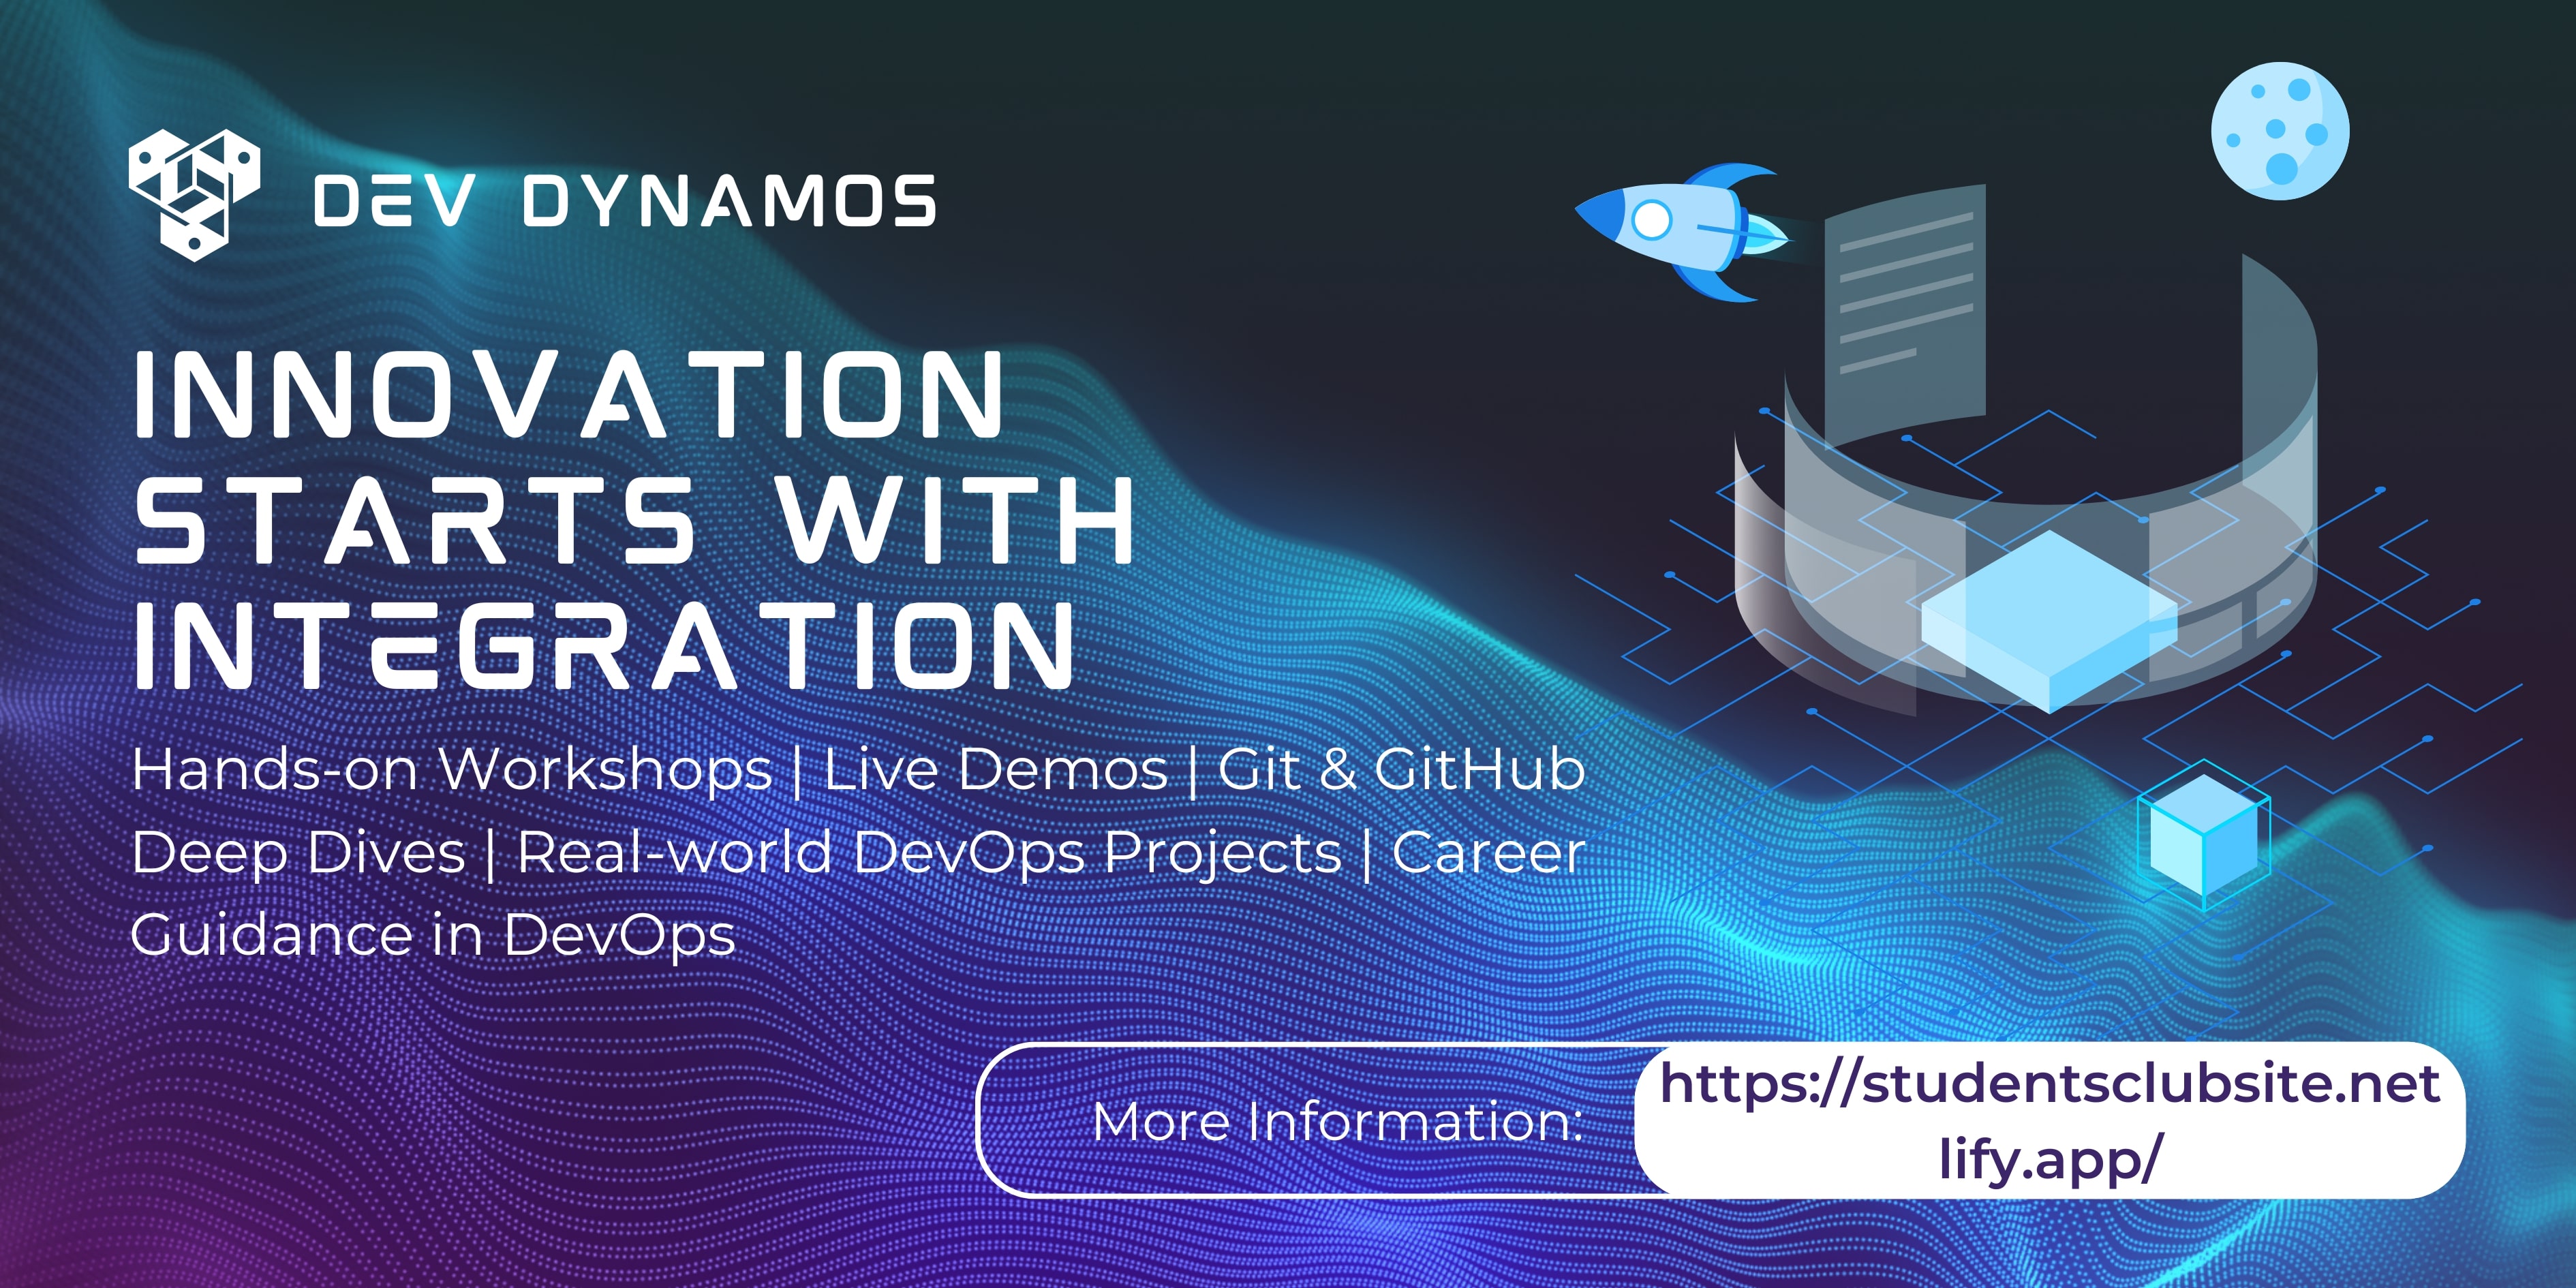 DEV DYNAMOS
INNOVATION
STARTS WITH
INTEGRATION
Hands-on Workshops | Live Demos | Git & GitHub
Deep Dives | Real-world DevOps Projects | Career
Guidance in DevOps
More Information:
https://studentsclubsite.net
lify.app/